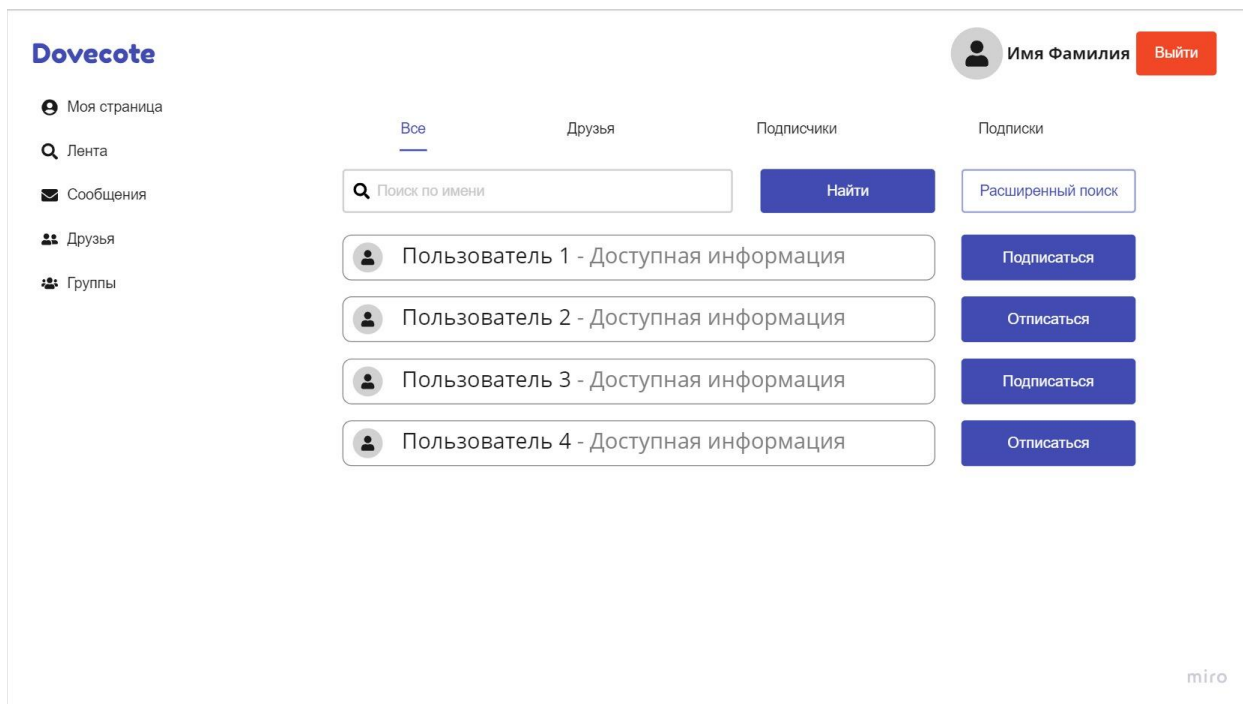 Dovecote
Имя Фамилия
Выйти
Моя страница
Лента
Сообщения
Друзья
Группы
Все
Друзья
Подписчики
Подписки
Поиск по имени
Найти
Расширенный поиск
Пользователь 1 - Доступная информация
Подписаться
Пользователь 2 - Доступная информация
Отписаться
Пользователь 3 - Доступная информация
Подписаться
Пользователь 4 - Доступная информация
Отписаться
miro